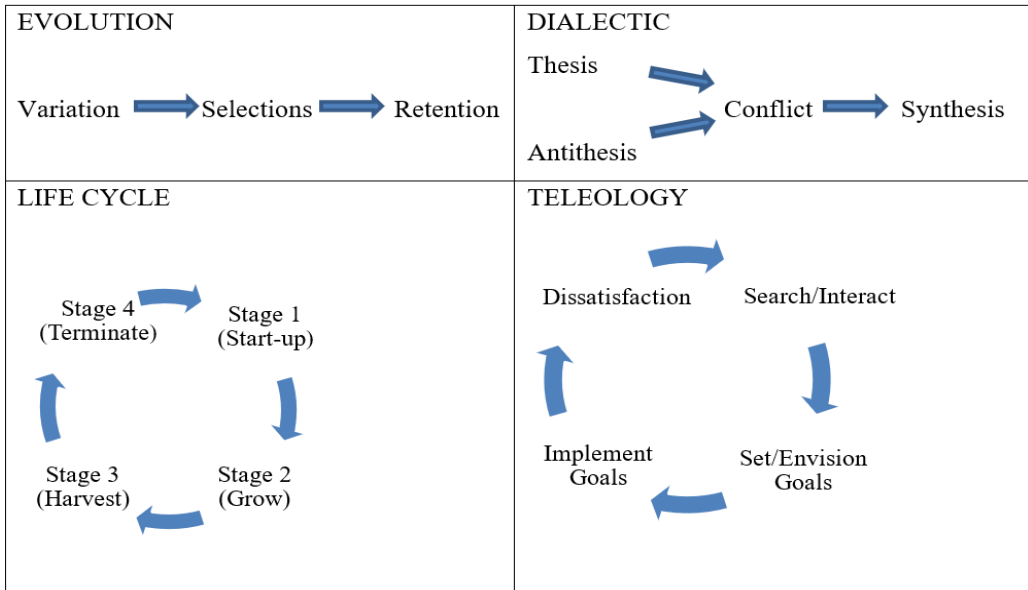 EVOLUTION
Variation Selections Retention
DIALECTIC
Thesis
Conflict Synthesis
Antithesis
LIFE CYCLE
Stage 4
(Terminate)
Stage 1
(Start-up)
Stage 3
(Harvest)
Stage 2
(Grow)
TELEOLOGY
Dissatisfaction Search/Interact
Implement
Goals
Set/Envision
Goals